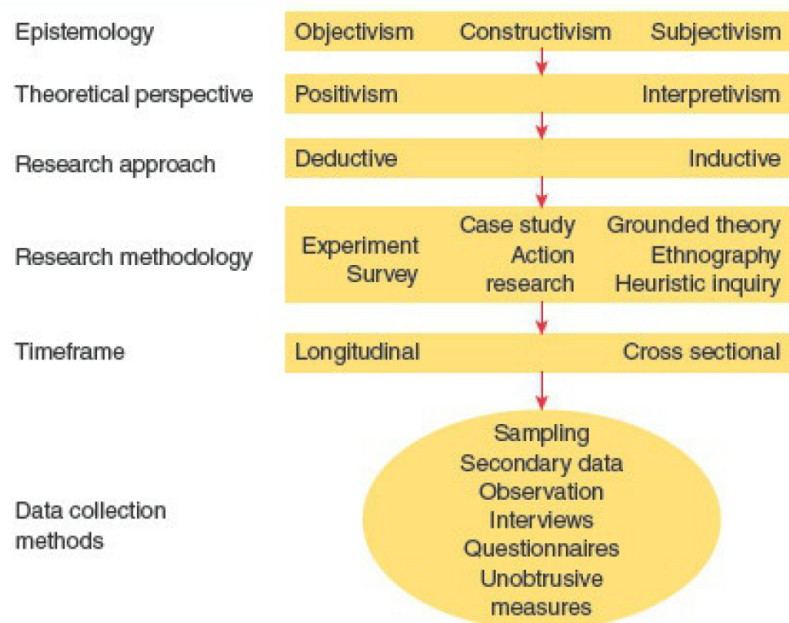 Epistemology Objectivism Constructivism Subjectivism
Theoretical perspective Positivism Interpretivism
Research approach Deductive Inductive
Research methodology
Experiment
Survey
Case study
Action
research
Grounded theory
Ethnography
Heuristic inquiry
Timeframe Longitudinal Cross sectional
Data collection
methods
Sampling
Secondary data
Observation
Interviews
Questionnaires
Unobtrusive
measures